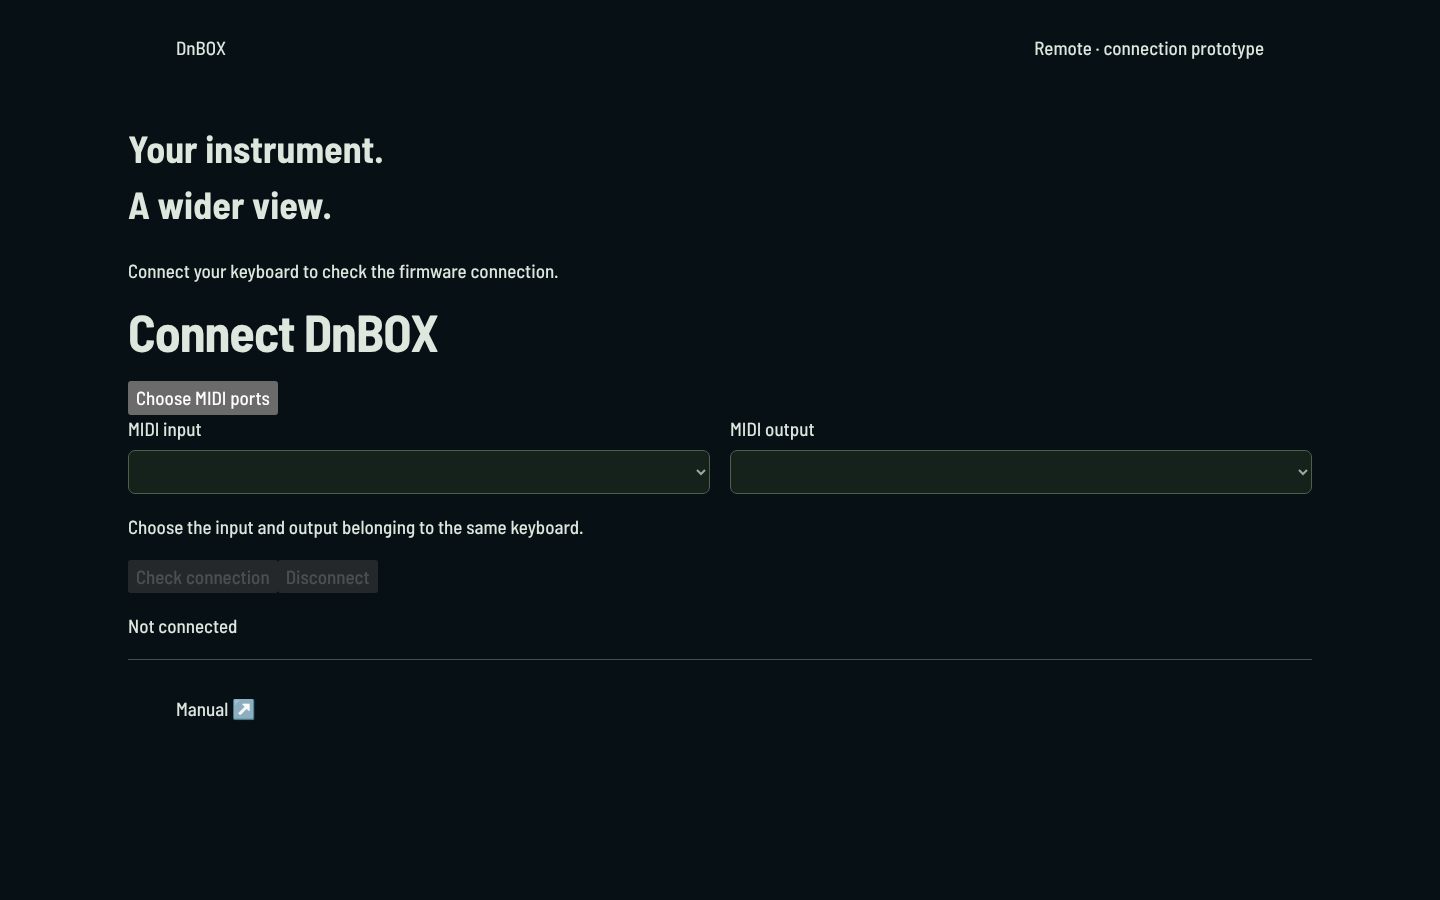 DnBOX
Remote · connection prototype
Your instrument.
A wider view.
Connect your keyboard to check the firmware connection.
Connect DnBOX
Choose MIDI ports
MIDI input
MIDI output
Choose the input and output belonging to the same keyboard.
Check connection
Disconnect
Not connected
Manual ↗